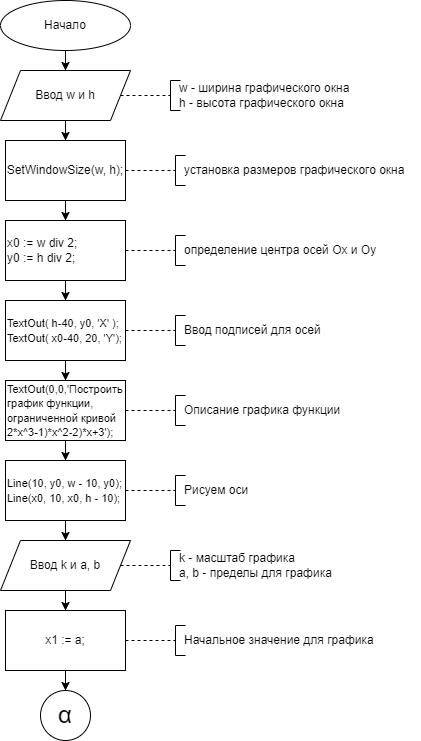 Начало
Ввод w и h
w - ширина графического окна
h - высота графического окна
SetWindowSize(w, h);
установка размеров графического окна
x0 := w div 2;
y0 := h div 2;
определение центра осей Ox и Oy
TextOut( h-40, y0, 'X' );
TextOut( x0-40, 20, 'Y');
Ввод подписей для осей
TextOut(0,0,'Построить
график функции,
ограниченной кривой
2*x^3-1)*x^2-2)*x+3');
Описание графика функции
Line(10, y0, w - 10, y0);
Line(x0, 10, x0, h - 10);
Рисуем оси
Ввод k и a, b
k - масштаб графика
a, b - пределы для графика
x1 := a;
Начальное значение для графика
α